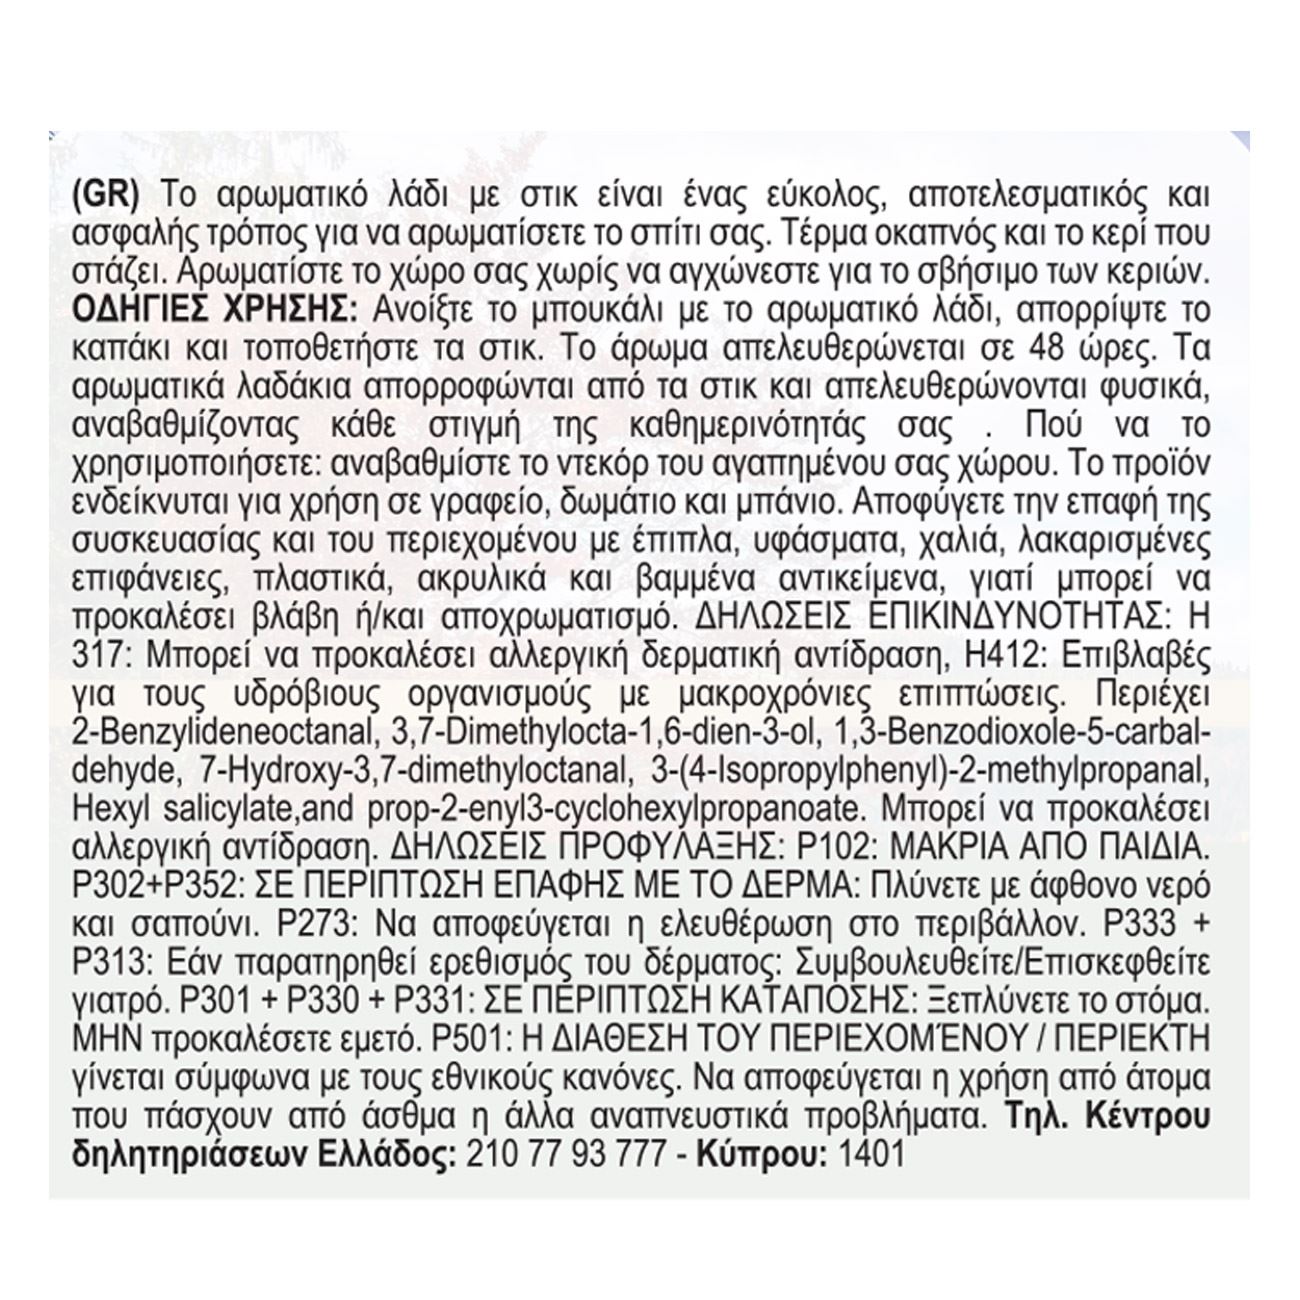 (GR) Το αρωματικό λάδι με στικ είναι ένας εύκολος, αποτελεσματικός και
ασφαλής τρόπος για να αρωματίσετε το σπίτι σας. Τέρμα οκαπνός και το κερί που
στάζει. Αρωματίστε το χώρο σας χωρίς να αγχώνεστε για το σβήσιμο των κεριών.
ΟΔΗΓΙΕΣ ΧΡΗΣΗΣ: Ανοίξτε το μπουκάλι με το αρωματικό λάδι, απορρίψτε το
καπάκι και τοποθετήστε τα στικ. Το άρωμα απελευθερώνεται σε 48 ώρες. Τα
αρωματικά λαδάκια απορροφώνται από τα στικ και απελευθερώνονται φυσικά,
αναβαθμίζοντας κάθε στιγμή της καθημερινότητάς σας . Πού να το
χρησιμοποιήσετε: αναβαθμίστε το ντεκόρ του αγαπημένου σας χώρου. Το προϊόν
ενδείκνυται για χρήση σε γραφείο, δωμάτιο και μπάνιο. Αποφύγετε την επαφή της
συσκευασίας και του περιεχομένου με έπιπλα, υφάσματα, χαλιά, λακαρισμένες
επιφάνειες, πλαστικά, ακρυλικά και βαμμένα αντικείμενα, γιατί μπορεί να
προκαλέσει βλάβη ή/και αποχρωματισμό. ΔΗΛΩΣΕΙΣ ΕΠΙΚΙΝΔΥΝΟΤΗΤΑΣ: Η
317: Μπορεί να προκαλέσει αλλεργική δερματική αντίδραση, Η412: Επιβλαβές
για τους υδρόβιους οργανισμούς με μακροχρόνιες επιπτώσεις. Περιέχει
2-Benzylideneoctanal, 3,7-Dimethylocta-1,6-dien-3-ol, 1,3-Benzodioxole-5-carbal-
dehyde, 7-Hydroxy-3,7-dimethyloctanal, 3-(4-Isopropylphenyl)-2-methylpropanal,
Hexyl salicylate,and prop-2-enyl3-cyclohexylpropanoate. Μπορεί να προκαλέσει
αλλεργική αντίδραση. ΔΗΛΩΣΕΙΣ ΠΡΟΦΥΛΑΞΗΣ: P102: ΜΑΚΡΙΑ ΑΠΟ ΠΑΙΔΙΑ.
P302+P352: ΣΕ ΠΕΡΙΠΤΩΣΗ ΕΠΑΦΗΣ ΜΕ ΤΟ ΔΕΡΜΑ: Πλύνετε με άφθονο νερό
και σαπούνι. P273: Να αποφεύγεται η ελευθέρωση στο περιβάλλον. P333 +
P313: Εάν παρατηρηθεί ερεθισμός του δέρματος: Συμβουλευθείτε/Επισκεφθείτε
γιατρό. P301 + P330 + P331: ΣΕ ΠΕΡΙΠΤΩΣΗ ΚΑΤΑΠΟΣΗΣ: Ξεπλύνετε το στόμα.
ΜΗΝ προκαλέσετε εμετό. P501: Η ΔΙΑΘΕΣΗ ΤΟΥ ΠΕΡΙΕΧΟΜΈΝΟΥ / ΠΕΡΙΕΚΤΗ
γίνεται σύμφωνα με τους εθνικούς κανόνες. Να αποφεύγεται η χρήση από άτομα
που πάσχουν από άσθμα η άλλα αναπνευστικά προβλήματα. Τηλ. Κέντρου
δηλητηριάσεων Ελλάδος: 210 77 93 777 - Κύπρου: 1401